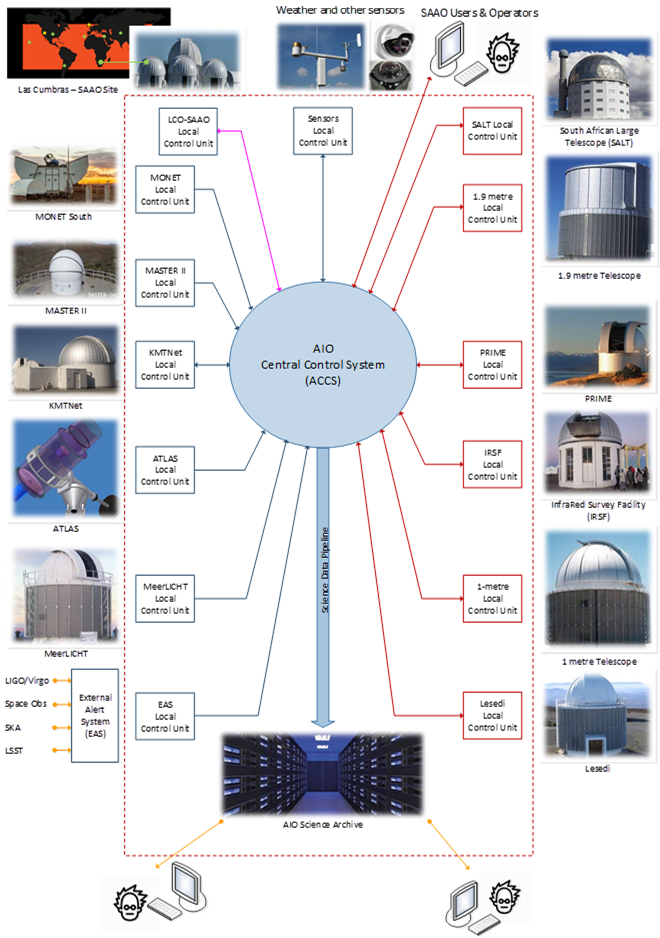 Weather and other sensors
SAAO Users & Operators
Las Cumbras – SAAO Site
LCO-SAAO
Local
Control Unit
Sensors
Local
Control Unit
SALT Local
Control Unit
South African Large
Telescope (SALT)
MONET
Local
Control Unit
MONET South
1.9 metre
Local
Control Unit
1.9 metre Telescope
MASTER II
Local
Control Unit
MASTER II
AIO
Central Control System
(ACCS)
KMTNet
Local
Control Unit
KMTNet
PRIME
Local
Control Unit
PRIME
ATLAS
Local
Control Unit
ATLAS
IRSF
Local
Control Unit
InfraRed Survey Facility
(IRSF)
Science Data Pipeline
MeerLICHT
Local
Control Unit
MeerLICHT
1-metre
Local
Control Unit
1 metre Telescope
LIGO/Virgo
Space Obs
SKA
LSST
External
Alert
System
(EAS)
EAS
Local
Control Unit
Lesedi
Local
Control Unit
Lesedi
AIO Science Archive